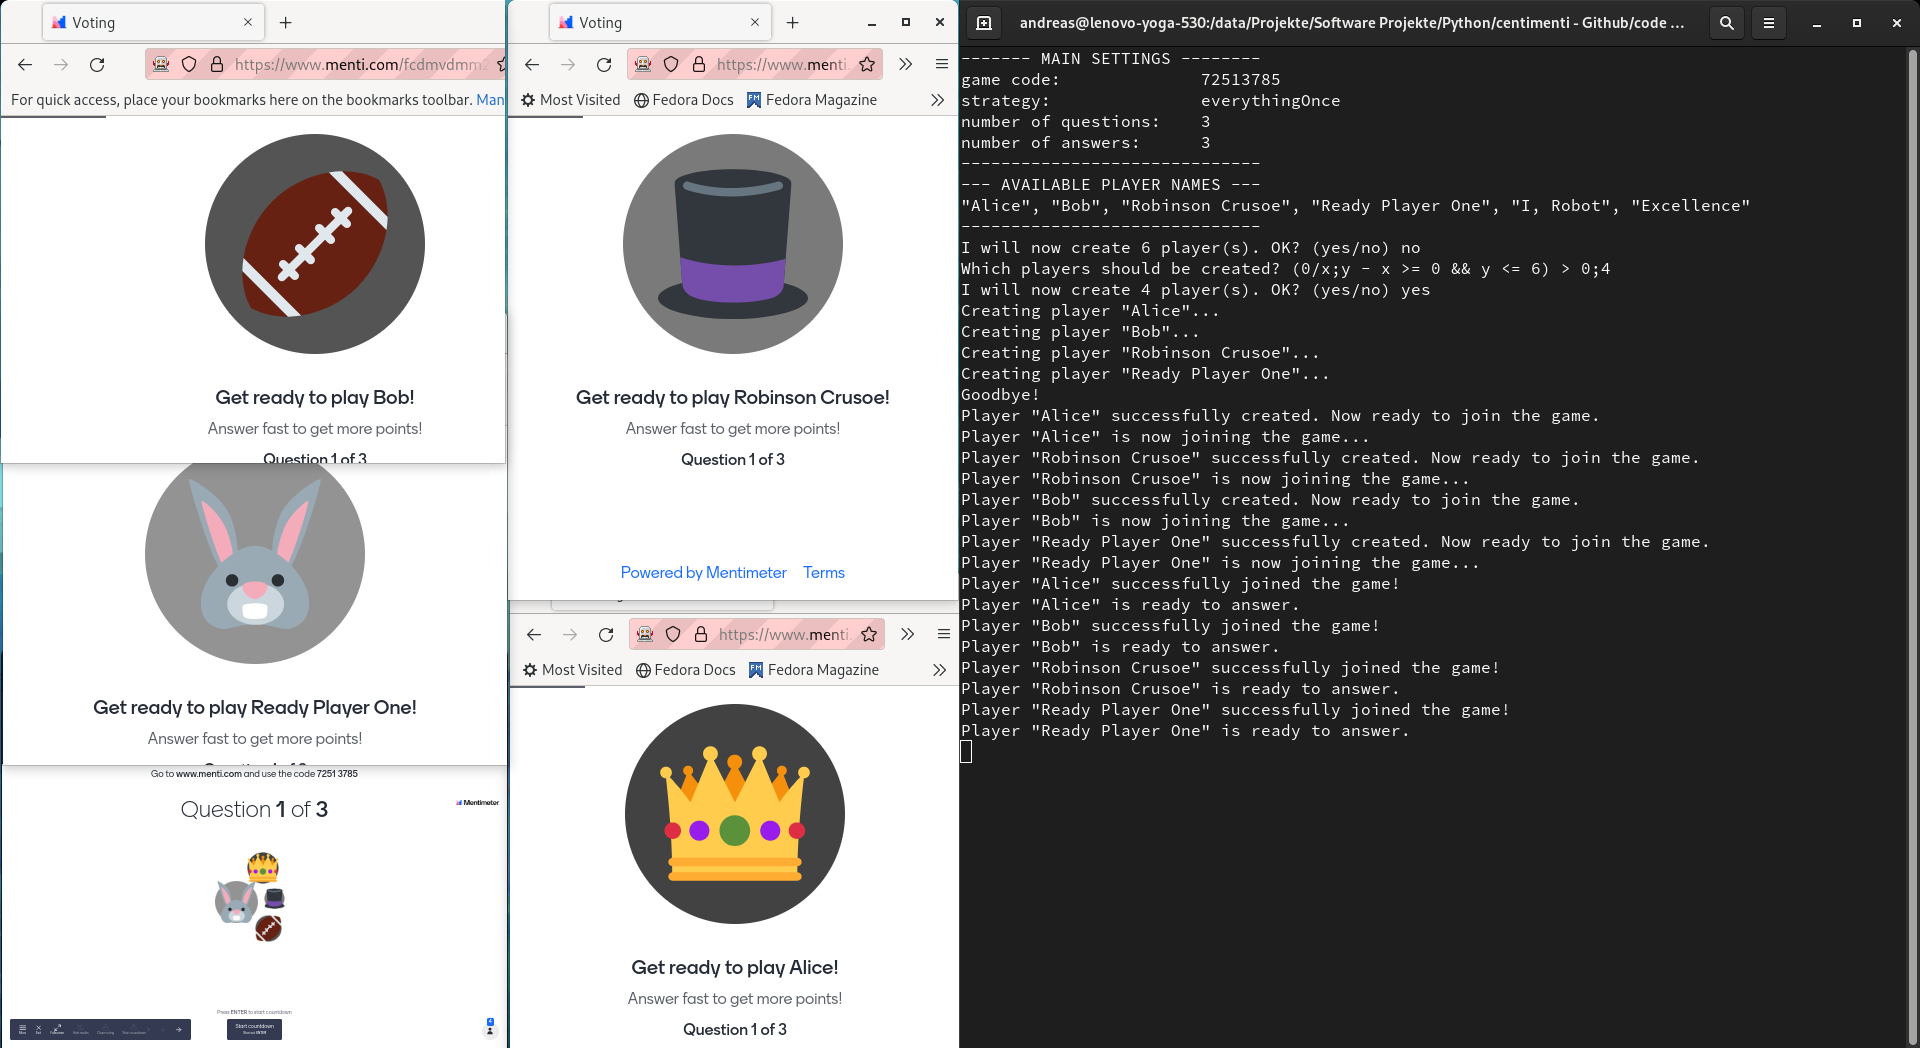 Voting
https://www.menti.com/fcdmvdmm2
For quick access, place your bookmarks here on the bookmarks toolbar. Man
Get ready to play Bob!
Answer fast to get more points!
Question 1 of 3
Get ready to play Ready Player One!
Answer fast to get more points!
Go to www.menti.com and use the code 7251 3785
Question 1 of 3
Mentimeter
Press ENTER to start countdown
Start countdown
Voting
https://www.menti.
Most Visited
Fedora Docs
Fedora Magazine
Get ready to play Robinson Crusoe!
Answer fast to get more points!
Question 1 of 3
Powered by Mentimeter
Terms
https://www.menti.
Most Visited
Fedora Docs
Fedora Magazine
Get ready to play Alice!
Answer fast to get more points!
Question 1 of 3
andreas@lenovo-yoga-530:/data/Projekte/Software Projekte/Python/centimenti - Github/code ...
------- MAIN SETTINGS --------
game code: 72513785
strategy: everythingOnce
number of questions: 3
number of answers: 3
------------------------------
--- AVAILABLE PLAYER NAMES ---
"Alice", "Bob", "Robinson Crusoe", "Ready Player One", "I, Robot", "Excellence"
------------------------------
I will now create 6 player(s). OK? (yes/no) no
Which players should be created? (0/x;y - x >= 0 && y <= 6) > 0;4
I will now create 4 player(s). OK? (yes/no) yes
Creating player "Alice"...
Creating player "Bob"...
Creating player "Robinson Crusoe"...
Creating player "Ready Player One"...
Goodbye!
Player "Alice" successfully created. Now ready to join the game.
Player "Alice" is now joining the game...
Player "Robinson Crusoe" successfully created. Now ready to join the game.
Player "Robinson Crusoe" is now joining the game...
Player "Bob" successfully created. Now ready to join the game.
Player "Bob" is now joining the game...
Player "Ready Player One" successfully created. Now ready to join the game.
Player "Ready Player One" is now joining the game...
Player "Alice" successfully joined the game!
Player "Alice" is ready to answer.
Player "Bob" successfully joined the game!
Player "Bob" is ready to answer.
Player "Robinson Crusoe" successfully joined the game!
Player "Robinson Crusoe" is ready to answer.
Player "Ready Player One" successfully joined the game!
Player "Ready Player One" is ready to answer.